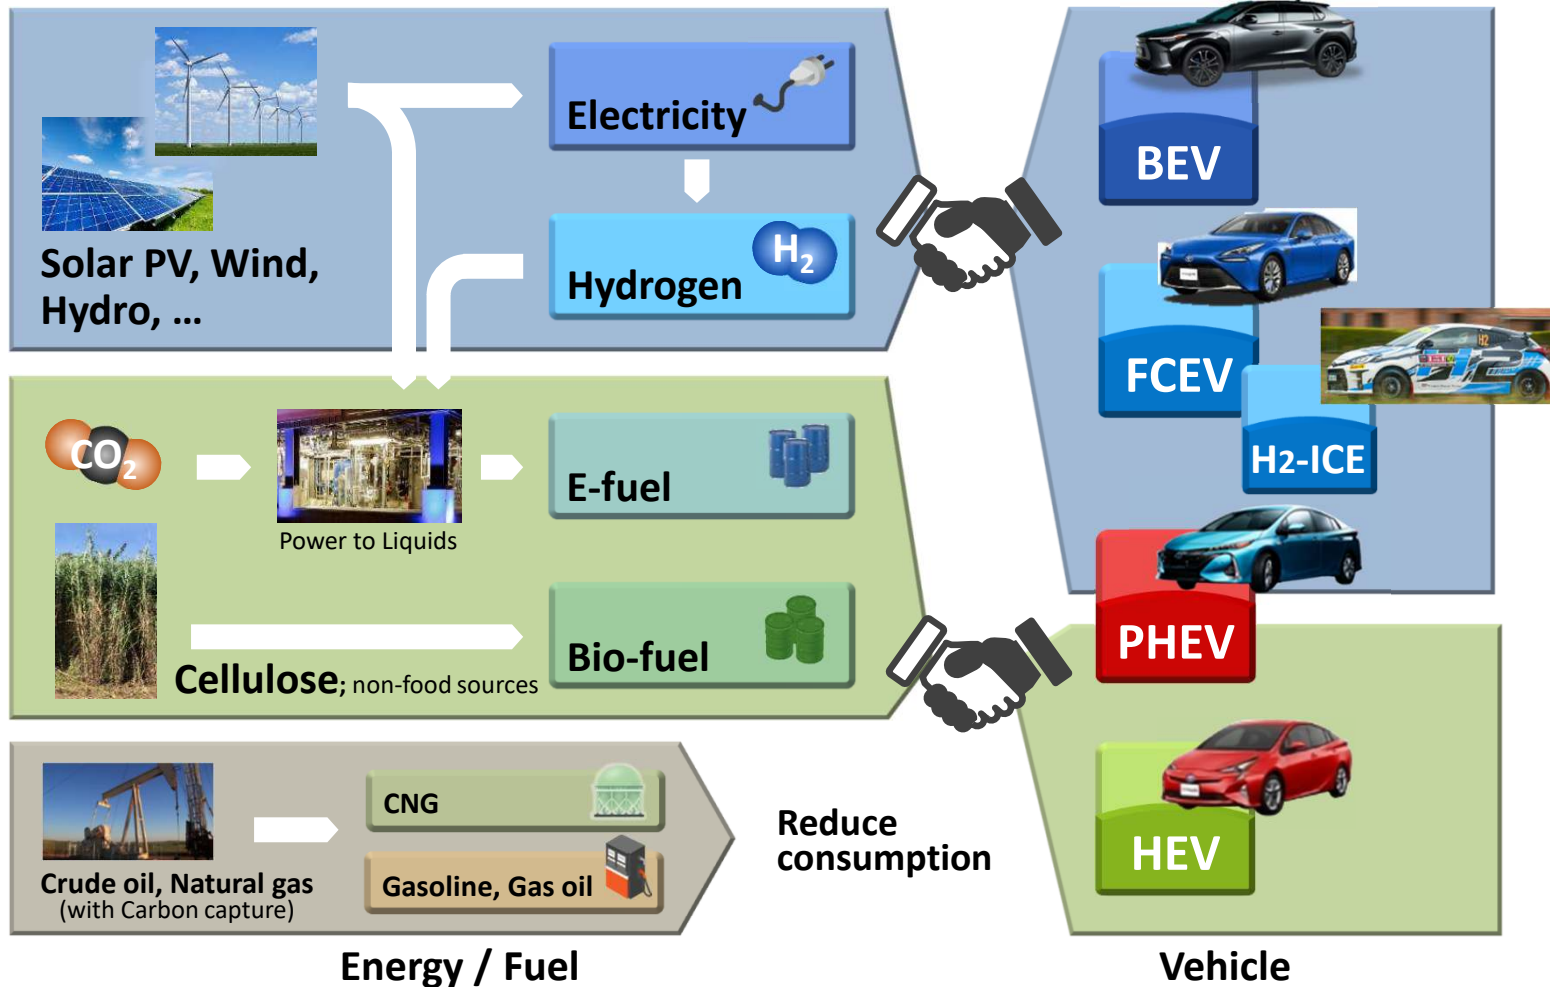 Electricity
Solar PV, Wind,
Hydro, ...
H2
Hydrogen
BEV
FCEV
H2
H2-ICE
CO2
Power to Liquids
E-fuel
Cellulose; non-food sources
Bio-fuel
PHEV
HEV
Crude oil, Natural gas
(with Carbon capture)
CNG
Gasoline, Gas oil
Reduce
consumption
Energy / Fuel
Vehicle